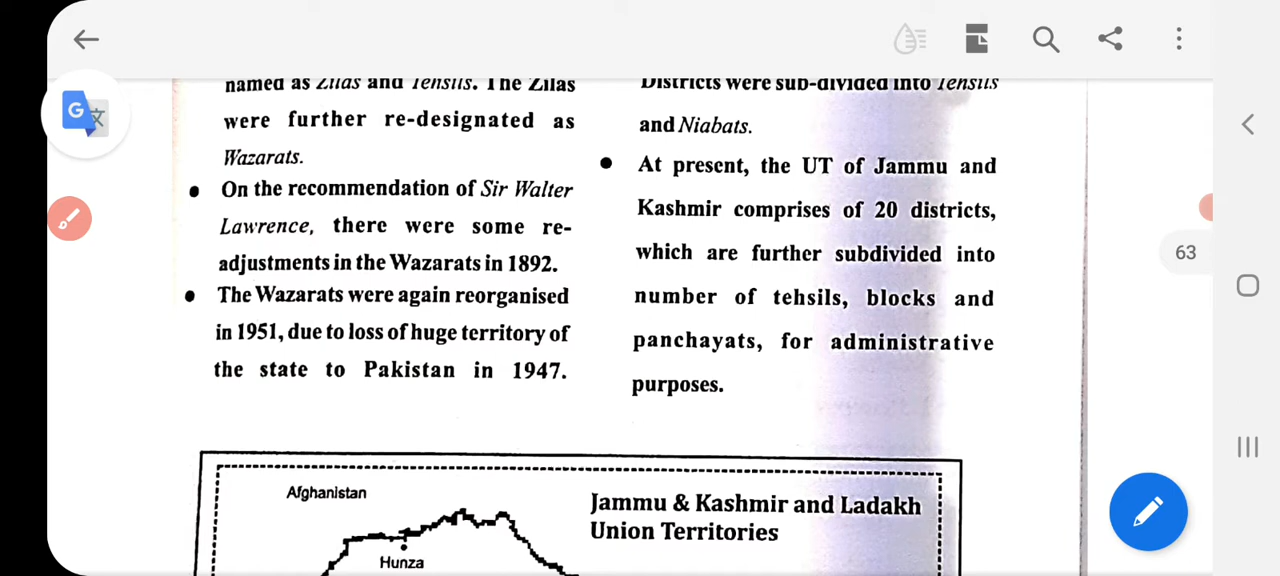 named as Zilas and Tehsils. The Zilas
were further re-designated as
Wazarats.
• On the recommendation of Sir Walter
Lawrence, there were some re-
adjustments in the Wazarats in 1892.
• The Wazarats were again reorganised
in 1951, due to loss of huge territory of
the state to Pakistan in 1947.
Districts were sub-divided into Tehsils
and Niabats.
• At present, the UT of Jammu and
Kashmir comprises of 20 districts,
which are further subdivided into
number of tehsils, blocks and
panchayats, for administrative
purposes.
63
Afghanistan
Jammu & Kashmir and Ladakh
Union Territories
Hunza
G